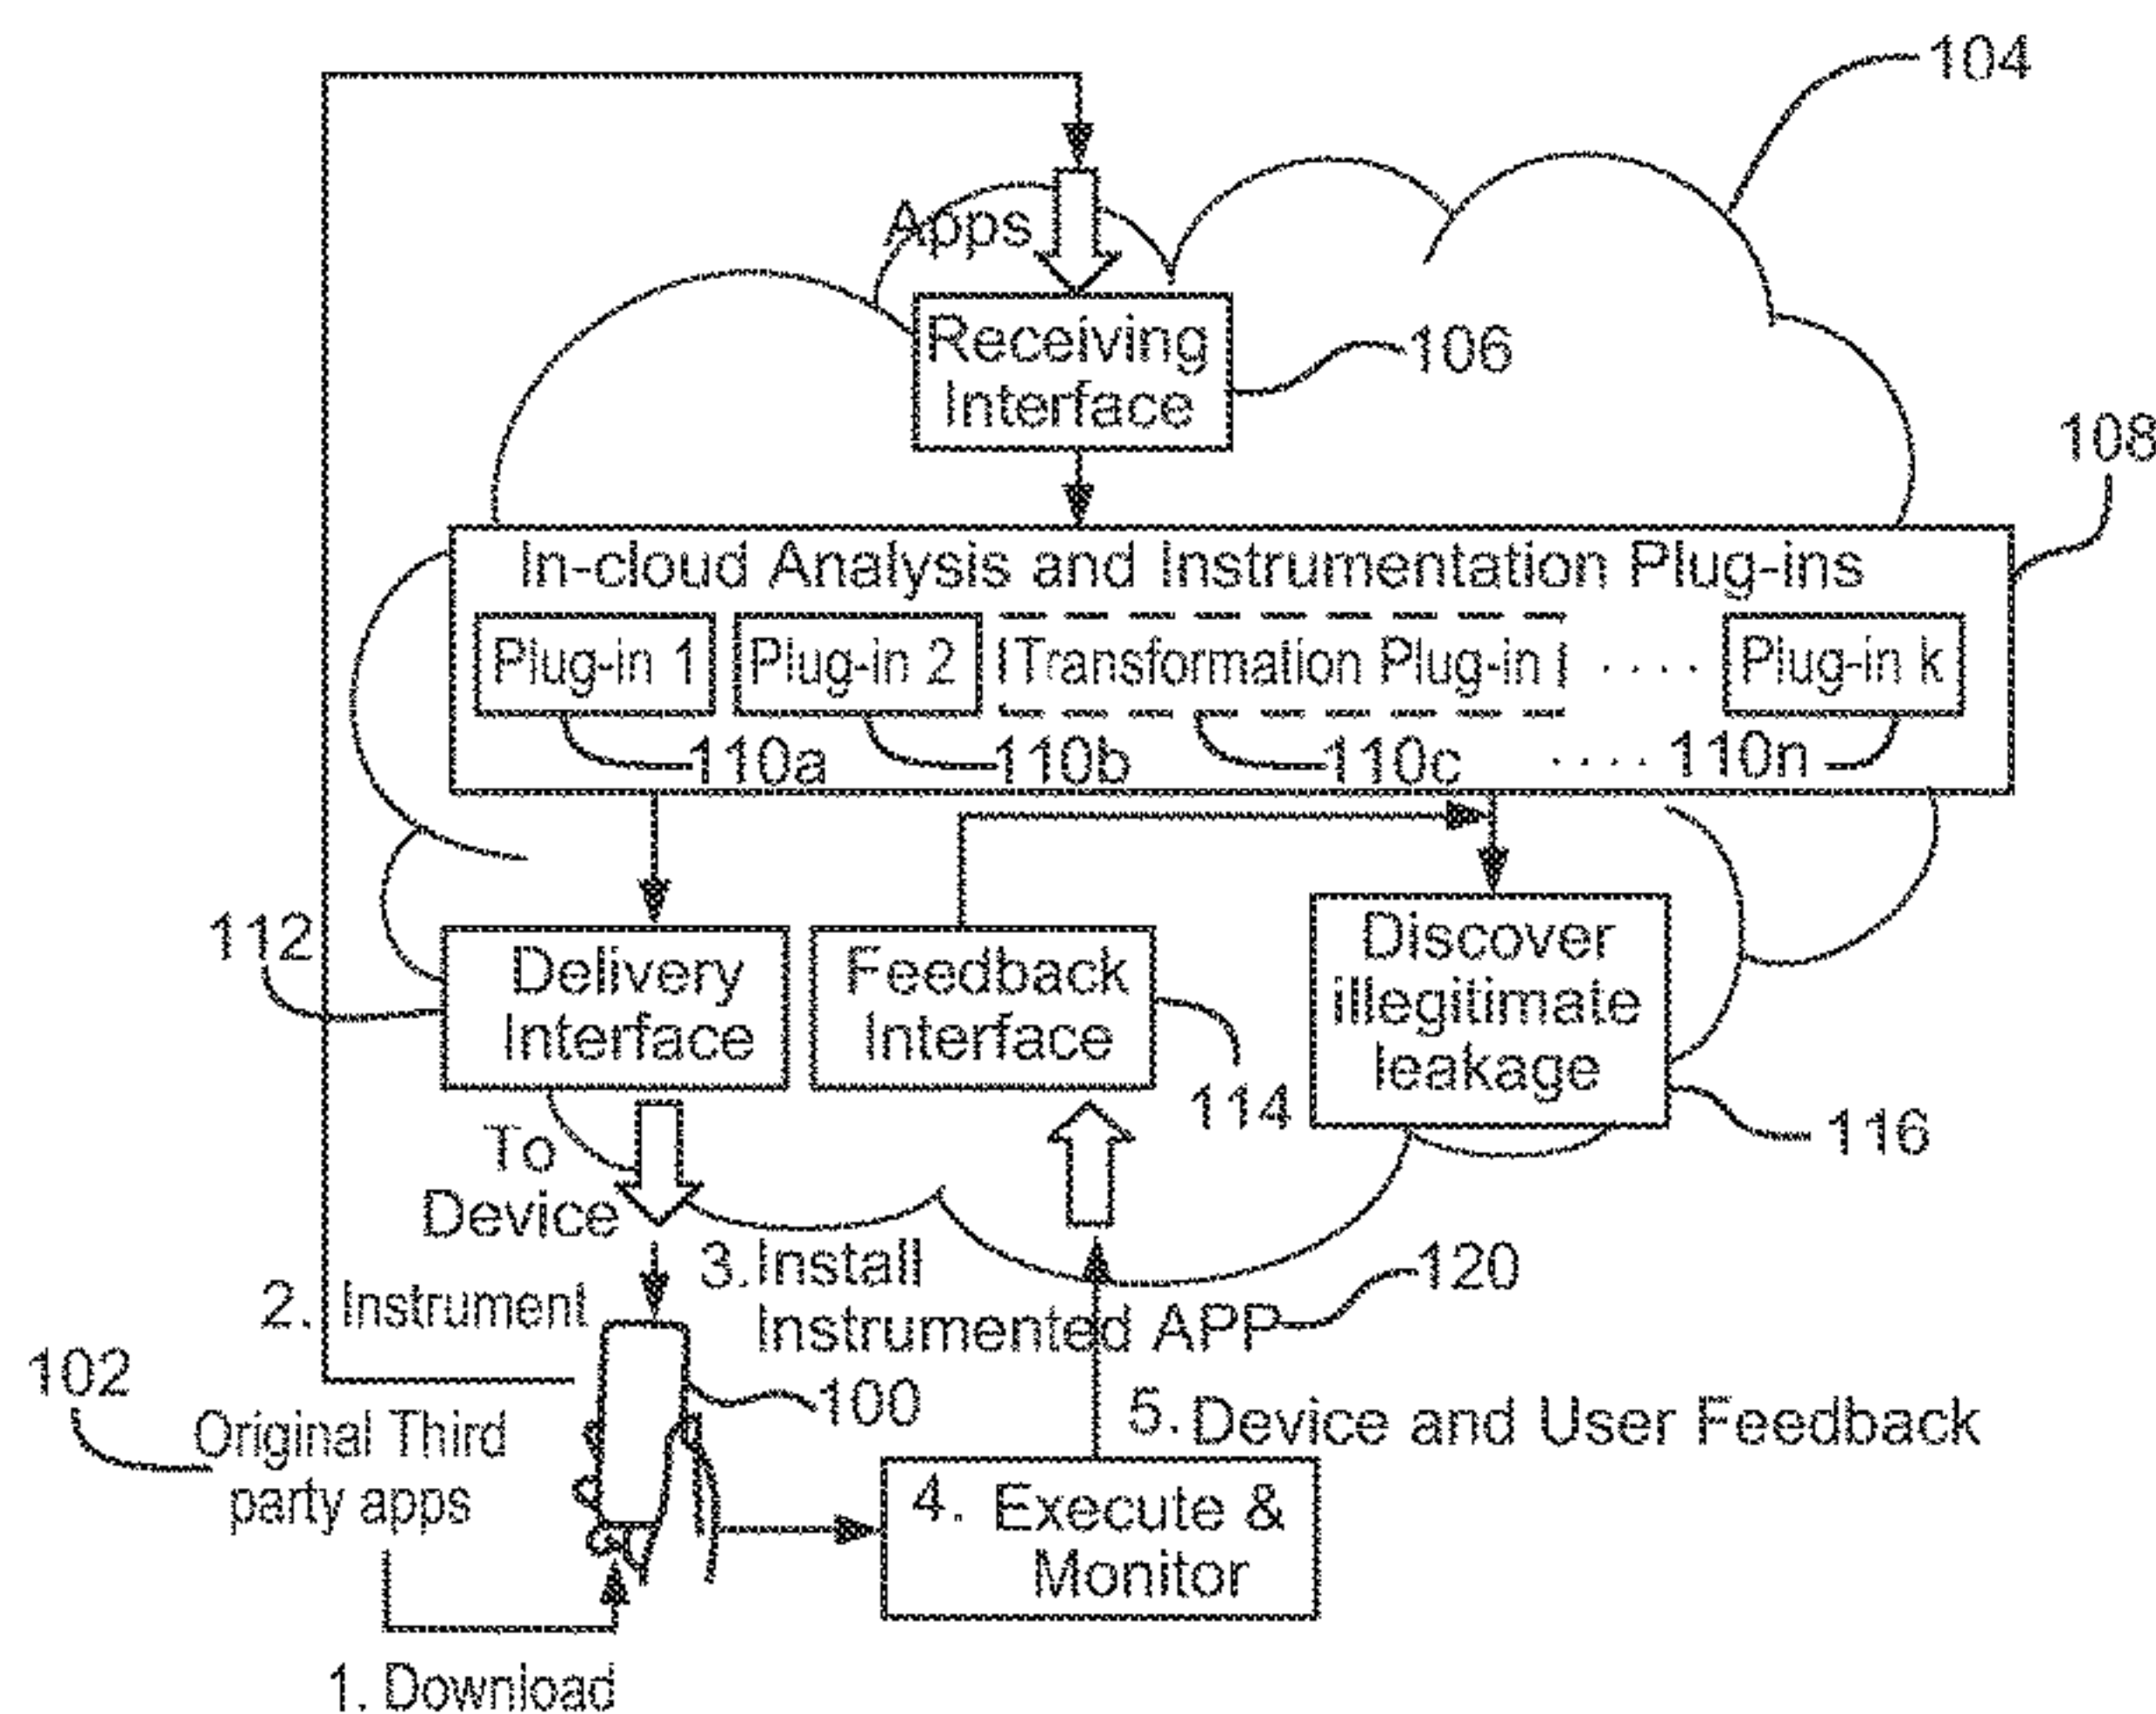 104
Apps
Receiving
Interface
106
108
In-cloud Analysis and Instrumentation Plug-ins
Plug-in 1
Plug-in 2
Transformation Plug-in
. . . .
Plug-in k
110a
110b
110c
. . . .
110n
112
Delivery
Interface
Feedback
Interface
114
Discover
illegitimate
leakage
116
To
Device
2. Instrument
3. Install
Instrumented APP
120
102
Original Third
party apps
100
5. Device and User Feedback
4. Execute &
Monitor
1. Download